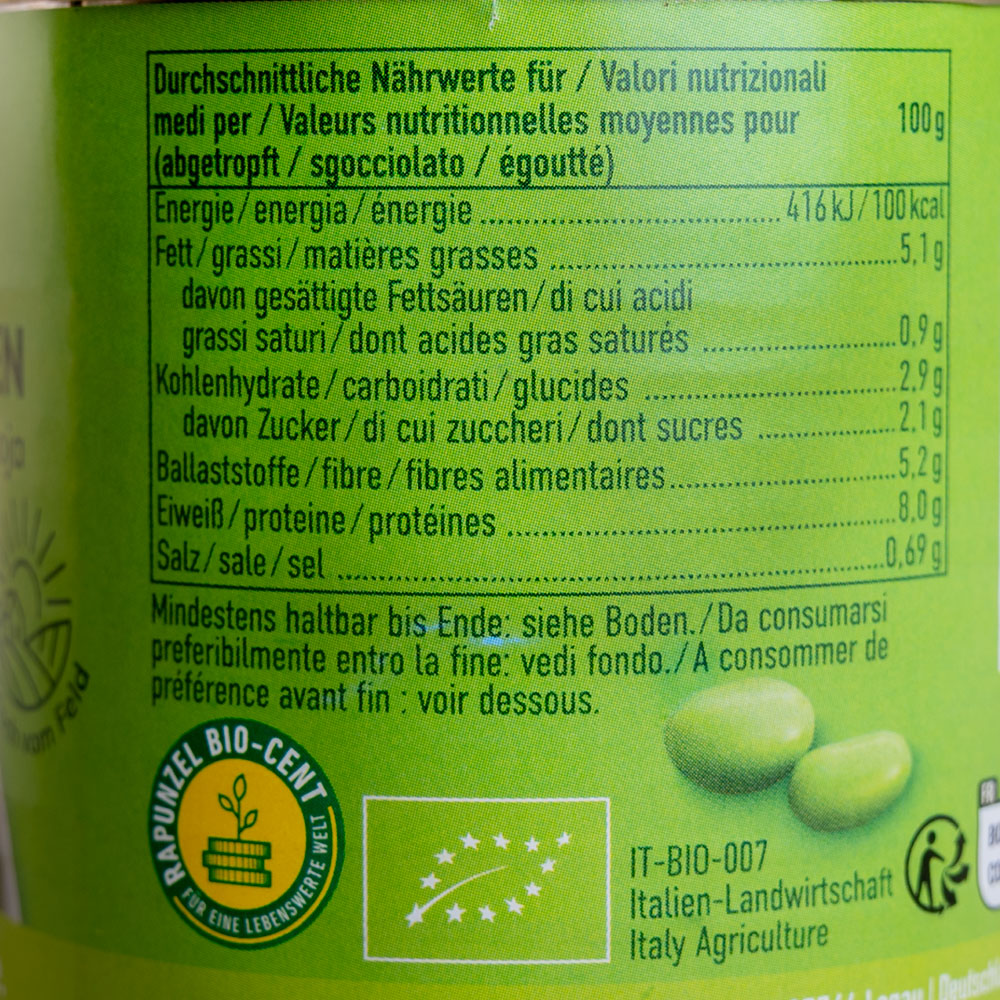 Durchschnittliche Nährwerte für / Valori nutrizionali
medi per / Valeurs nutritionnelles moyennes pour 100 g
(abgetropft / sgocciolato / égoutté)
Energie/energia/énergie ........................ 416 kJ/100 kcal
Fett/grassi/matières grasses ........................ 5,1 g
davon gesättigte Fettsäuren/di cui acidi
grassi saturi/dont acides gras saturés ............ 0,9 g
Kohlenhydrate/carboidrati/glucides ................ 2,9 g
davon Zucker/di cui zuccheri/dont sucres .......... 2,1 g
Ballaststoffe/fibre/fibres alimentaires ............ 5,2 g
Eiweiß/proteine/protéines ........................ 8,0 g
Salz/sale/sel ........................ 0,69 g
Mindestens haltbar bis Ende: siehe Boden./Da consumarsi
preferibilmente entro la fine: vedi fondo./A consommer de
préférence avant fin : voir dessous.
RAPUNZEL BIO-CENT
FÜR EINE LEBENSWERTE WELT
IT-BIO-007
Italien-Landwirtschaft
Italy Agriculture
EN
vom Feld
FR